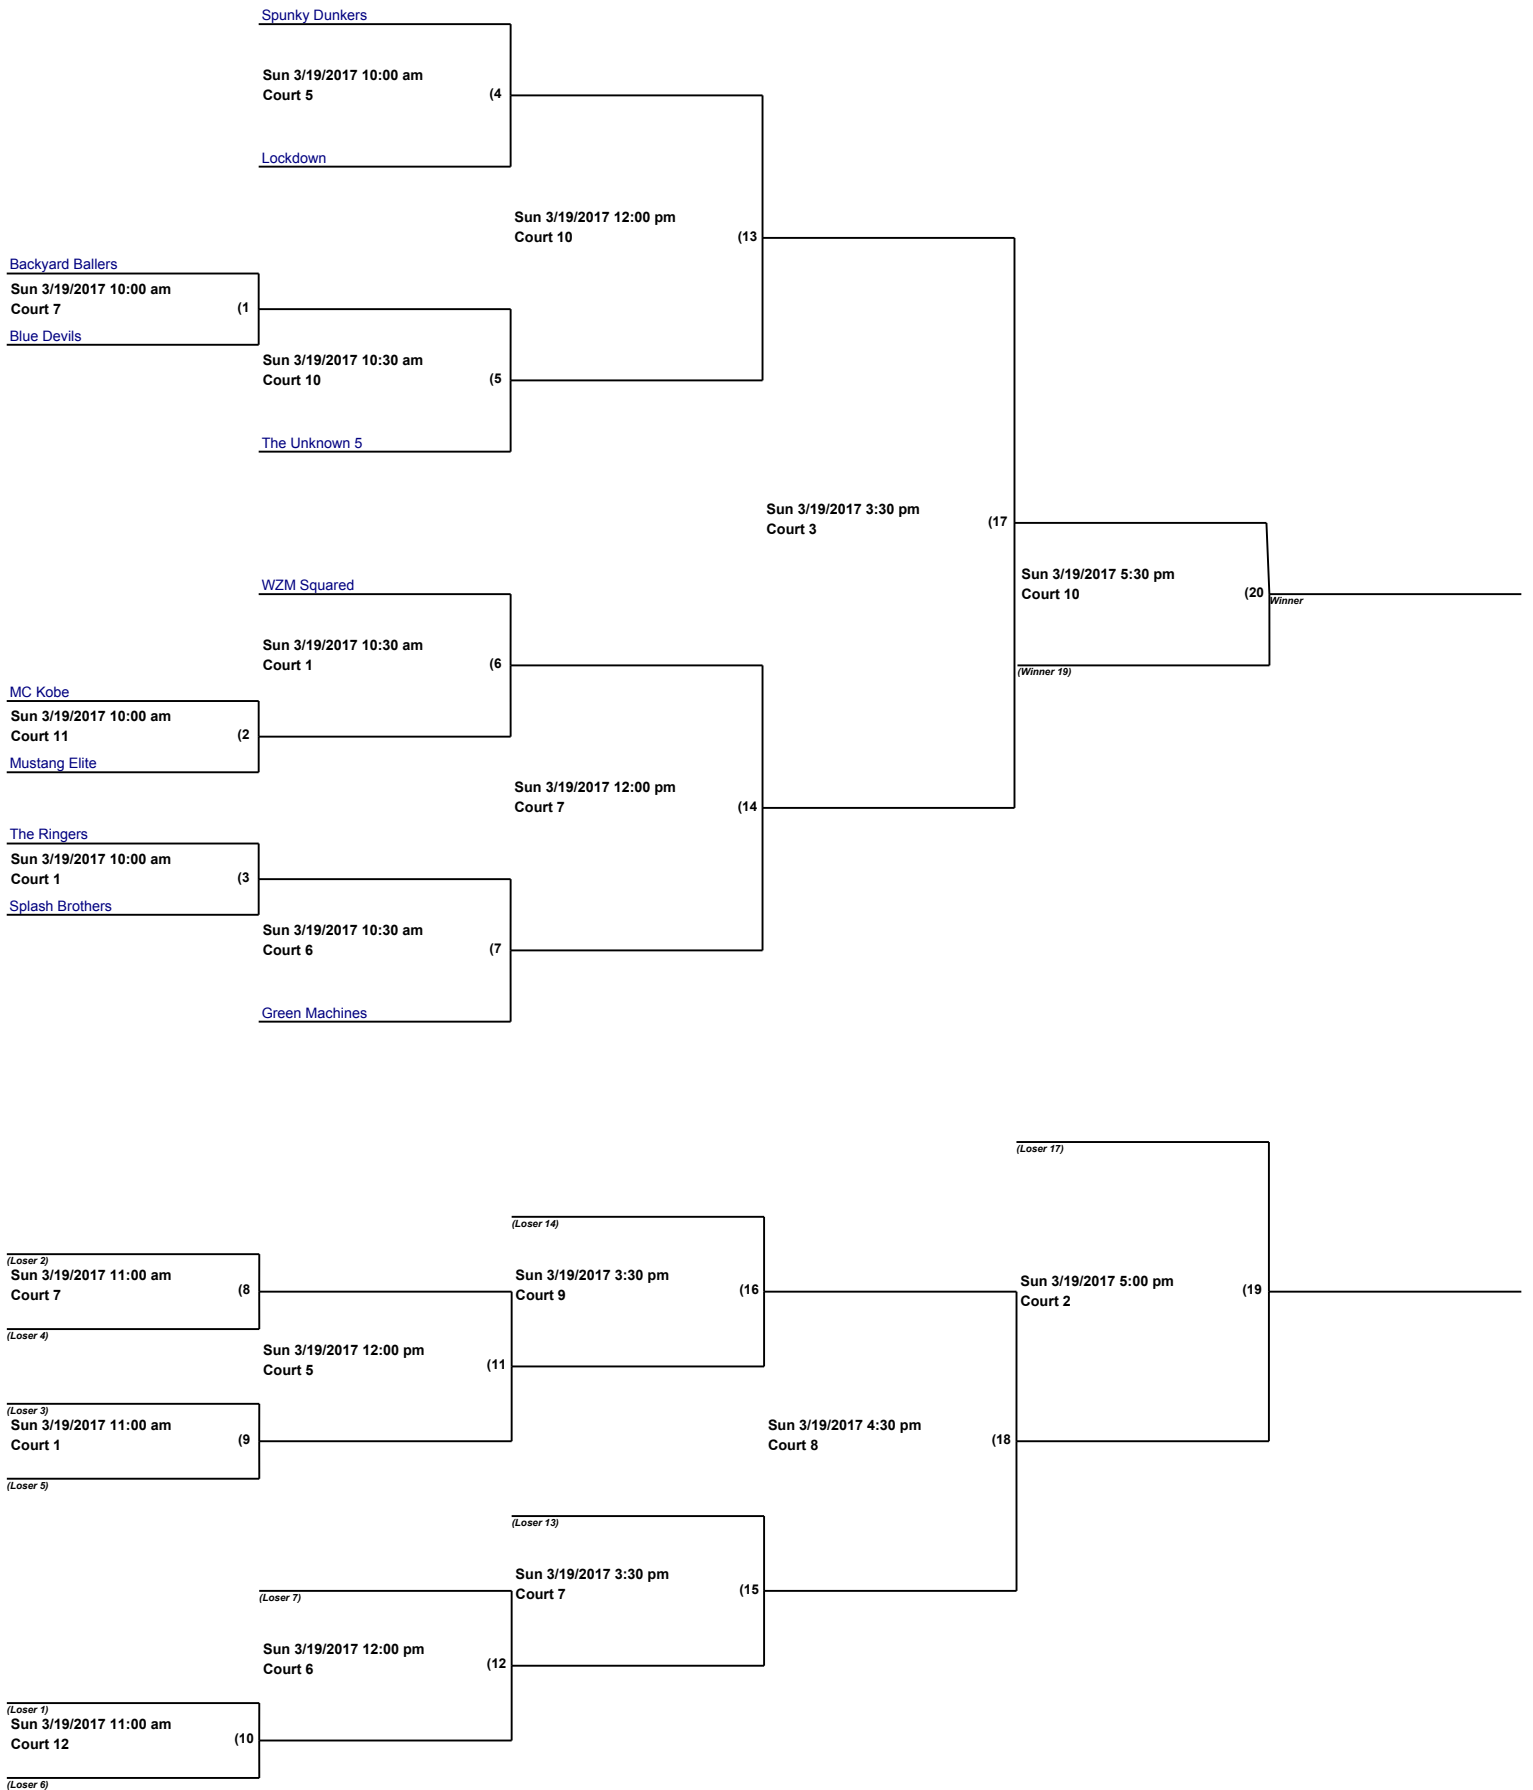 Spunky Dunkers
Sun 3/19/2017 10:00 am
Court 5
(4
Lockdown
Sun 3/19/2017 12:00 pm
Court 10
(13
Backyard Ballers
Sun 3/19/2017 10:00 am
Court 7
(1
Blue Devils
Sun 3/19/2017 10:30 am
Court 10
(5
The Unknown 5
Sun 3/19/2017 3:30 pm
Court 3
(17
WZM Squared
Sun 3/19/2017 5:30 pm
Court 10
(20
Winner
Sun 3/19/2017 10:30 am
Court 1
(6
(Winner 19)
MC Kobe
Sun 3/19/2017 10:00 am
Court 11
(2
Mustang Elite
Sun 3/19/2017 12:00 pm
Court 7
(14
The Ringers
Sun 3/19/2017 10:00 am
Court 1
(3
Splash Brothers
Sun 3/19/2017 10:30 am
Court 6
(7
Green Machines
(Loser 17)
(Loser 14)
(Loser 2)
Sun 3/19/2017 11:00 am
Court 7
(8
Sun 3/19/2017 3:30 pm
Court 9
(16
Sun 3/19/2017 5:00 pm
Court 2
(19
(Loser 4)
Sun 3/19/2017 12:00 pm
Court 5
(11
(Loser 3)
Sun 3/19/2017 11:00 am
Court 1
(9
Sun 3/19/2017 4:30 pm
Court 8
(18
(Loser 5)
(Loser 13)
Sun 3/19/2017 3:30 pm
Court 7
(15
(Loser 7)
Sun 3/19/2017 12:00 pm
Court 6
(12
(Loser 1)
Sun 3/19/2017 11:00 am
Court 12
(10
(Loser 6)